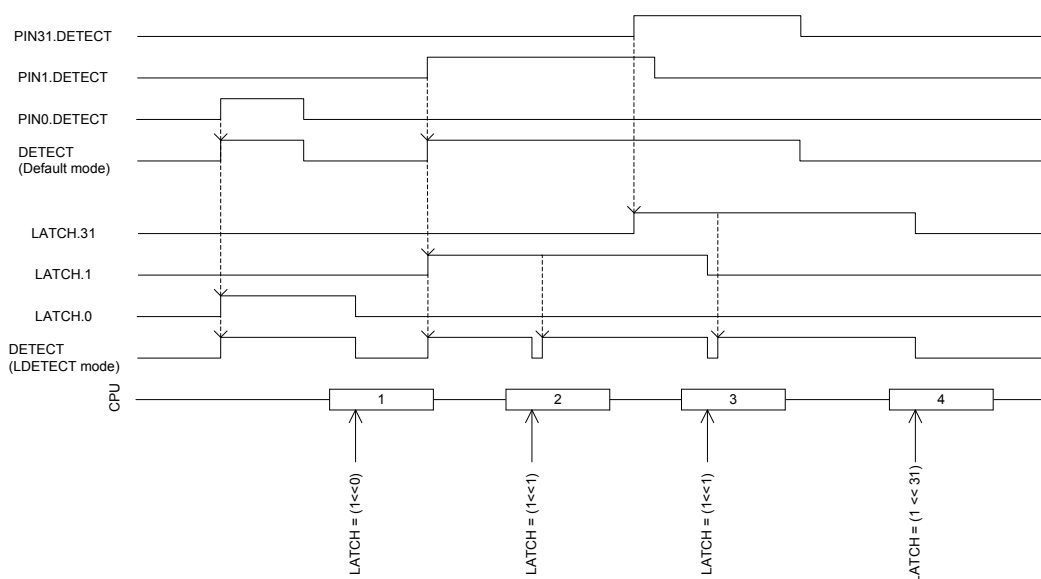 PIN31.DETECT
PIN1.DETECT
PIN0.DETECT
DETECT
(Default mode)
LATCH.31
LATCH.1
LATCH.0
DETECT
(LDETECT mode)
CPU
1
2
3
4
LATCH = (1<<0)
LATCH = (1<<1)
LATCH = (1<<1)
LATCH = (1 << 31)